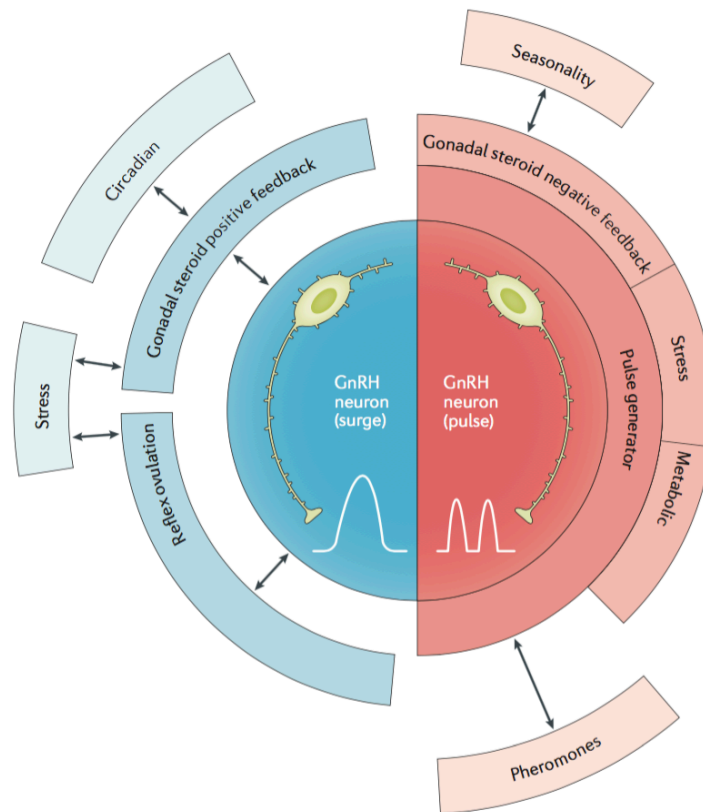 Seasonality
Gonadal steroid negative feedback
Circadian
Gonadal steroid positive feedback
Stress
Stress
Pulse generator
GnRH
neuron
(surge)
GnRH
neuron
(pulse)
Metabolic
Reflex ovulation
Pheromones